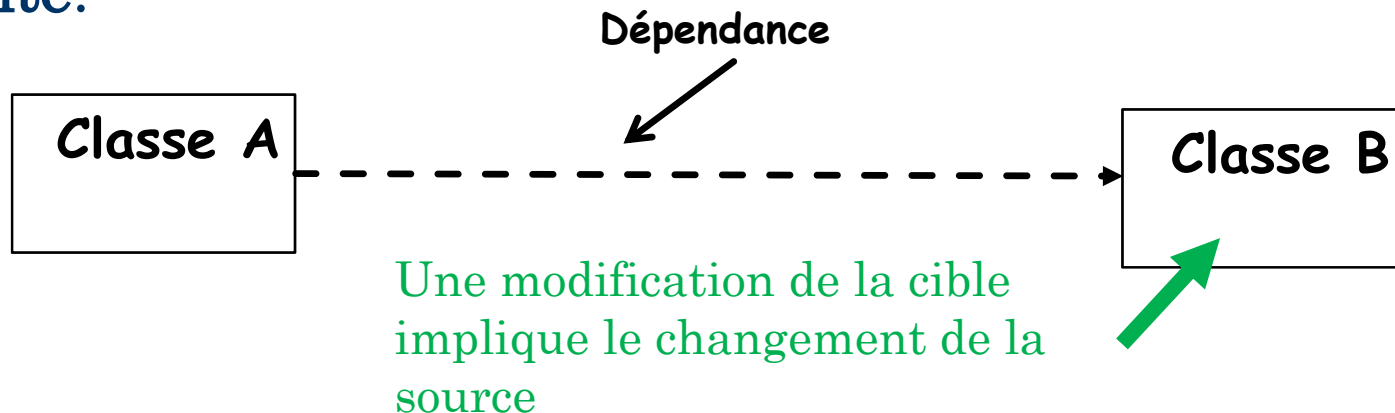 Dépendance
Classe A
Classe B
Une modification de la cible
implique le changement de la
source